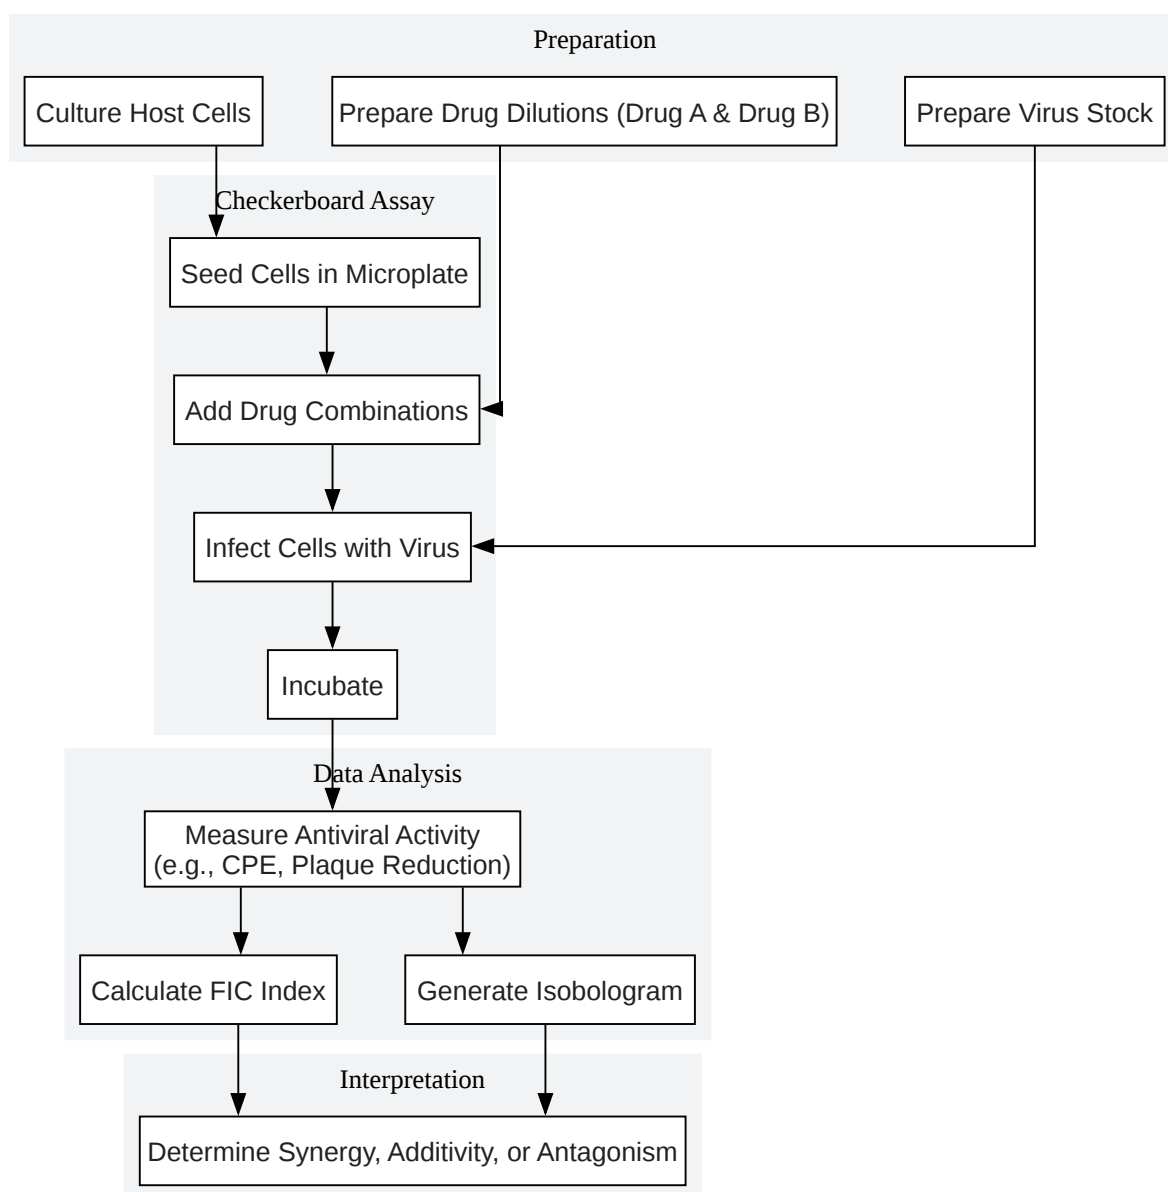 Preparation
Culture Host Cells
Prepare Drug Dilutions (Drug A & Drug B)
Prepare Virus Stock
Checkerboard Assay
Seed Cells in Microplate
Add Drug Combinations
Infect Cells with Virus
Incubate
Data Analysis
Measure Antiviral Activity
(e.g., CPE, Plaque Reduction)
Calculate FIC Index
Generate Isobologram
Interpretation
Determine Synergy, Additivity, or Antagonism